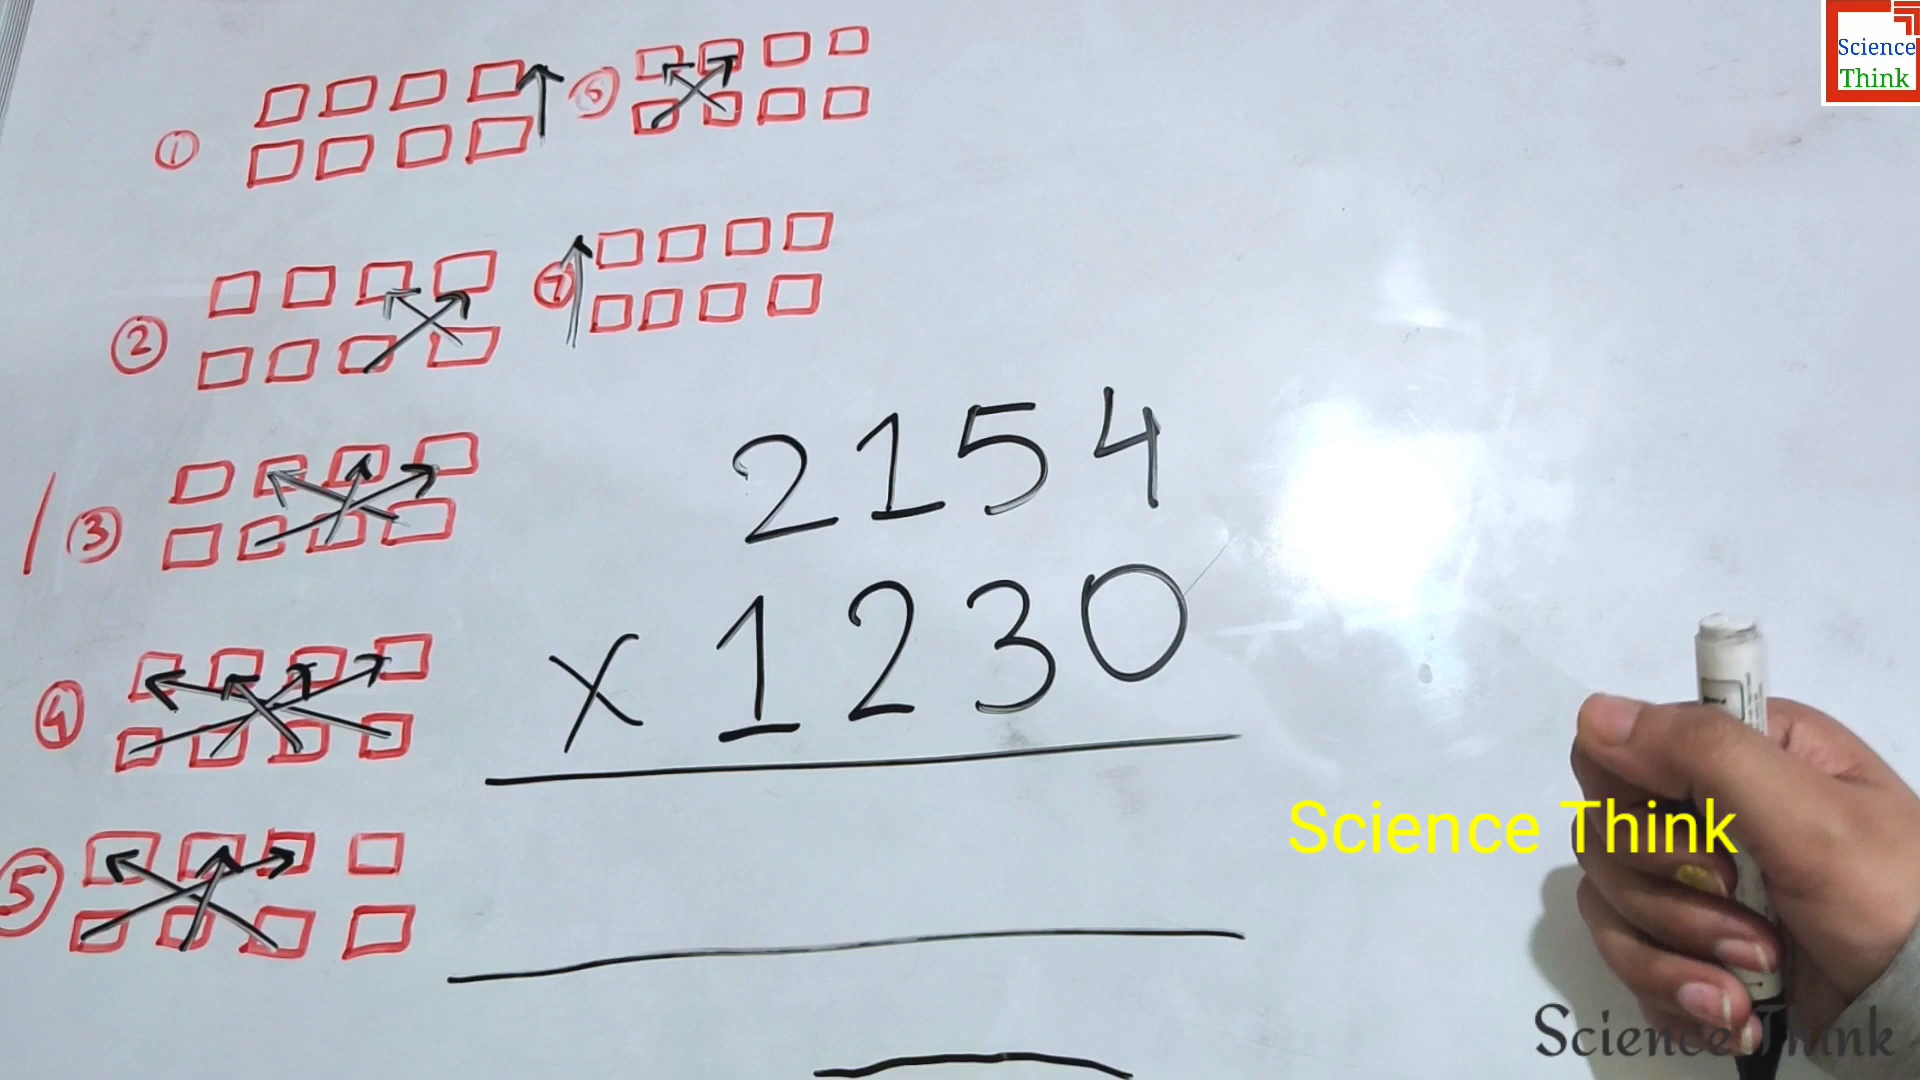 Science
Think
①
⑥
②
⑦
③
④
⑤
2154
x 1230
Science Think
Science Think